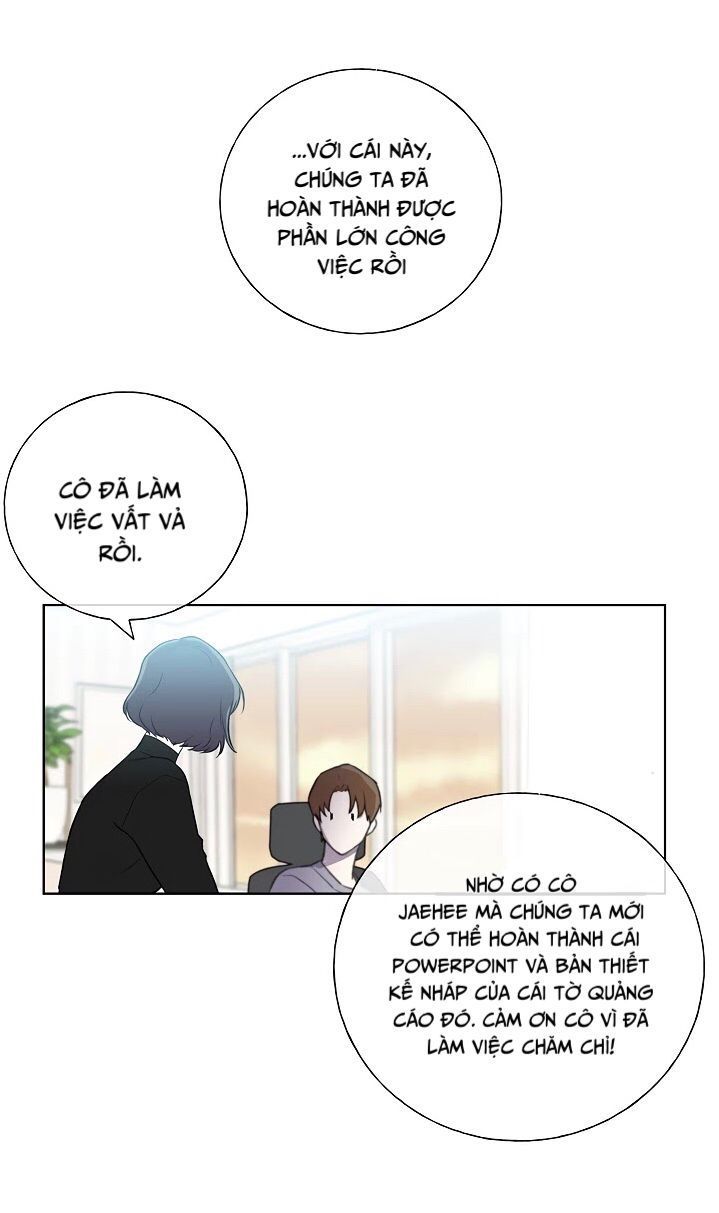 ...VỚI CÁI NÀY,
CHÚNG TA ĐÃ
HOÀN THÀNH ĐƯỢC
PHẦN LỚN CÔNG
VIỆC RỒI
CÔ ĐÃ LÀM
VIỆC VẤT VẢ
RỒI.
NHỜ CÓ CÔ
JAEHEE MÀ CHÚNG TA MỚI
CÓ THỂ HOÀN THÀNH CÁI
POWERPOINT VÀ BẢN THIẾT
KẾ NHÁP CỦA CÁI TỜ QUẢNG
CÁO ĐÓ. CẢM ƠN CÔ VÌ ĐÃ
LÀM VIỆC CHĂM CHỈ!